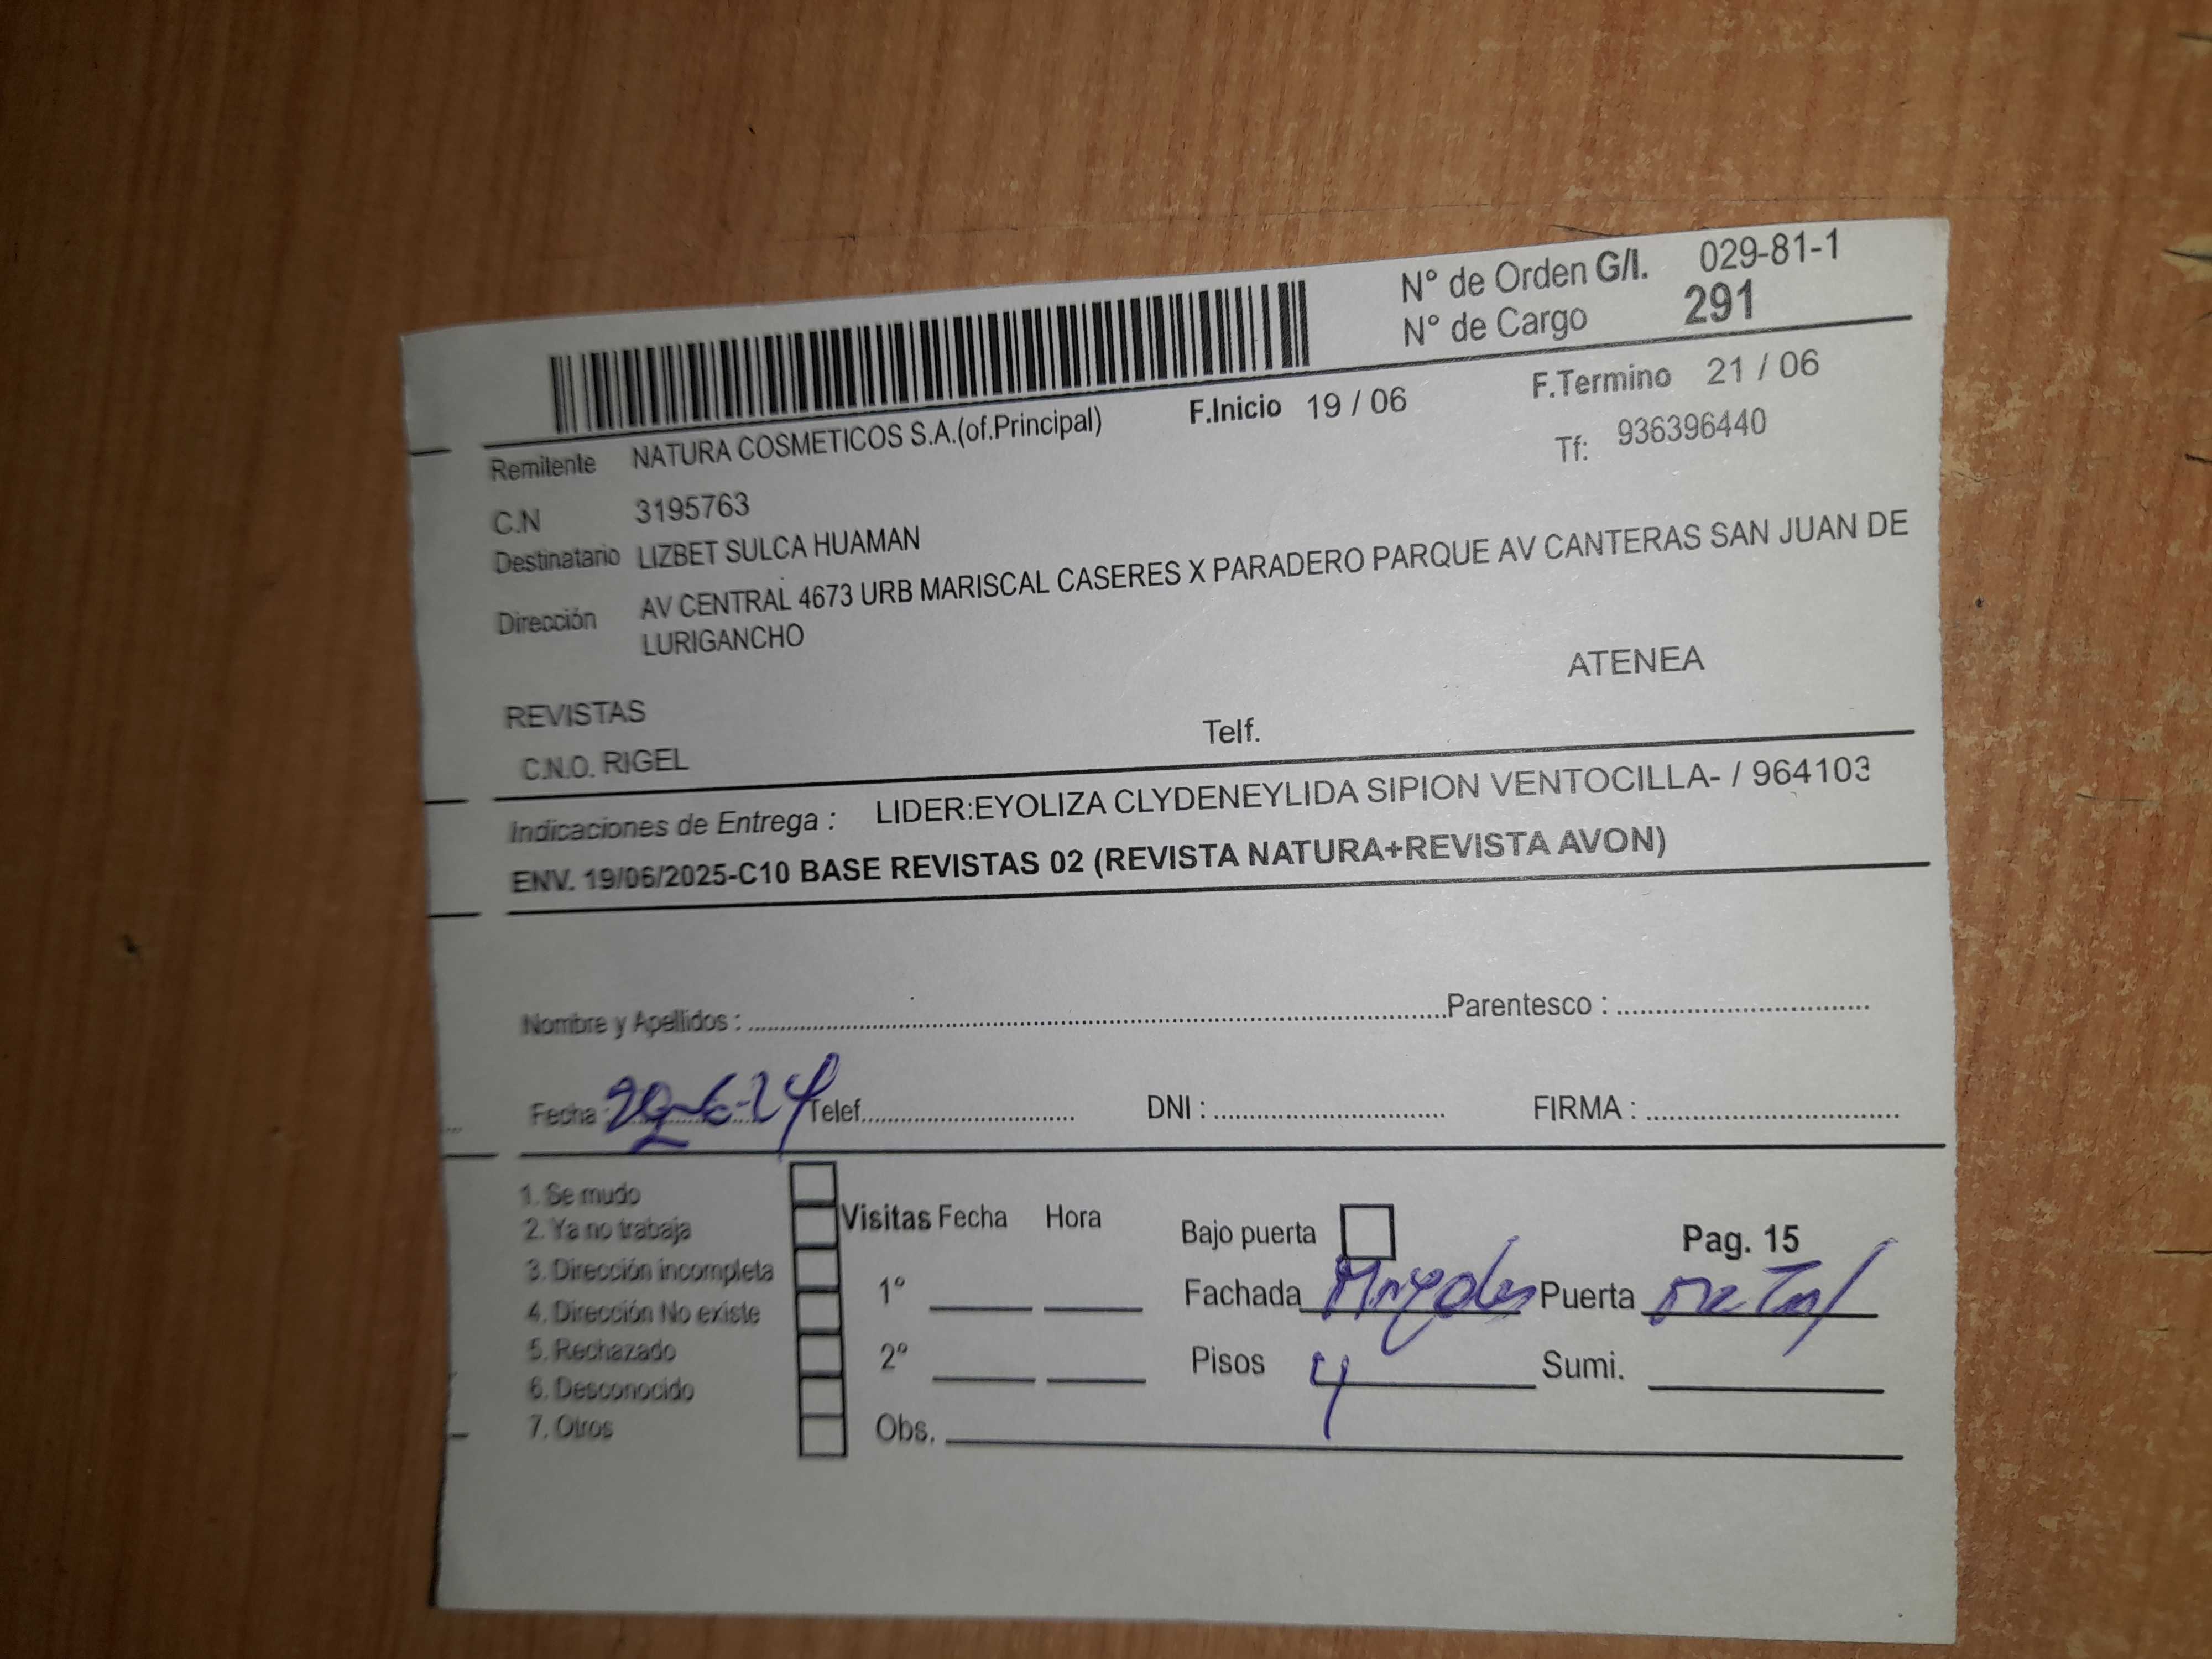 N° de Orden G/I. 029-81-1
N° de Cargo 291
F.Inicio 19 / 06 F.Termino 21 / 06
Remitente NATURA COSMETICOS S.A.(of.Principal) Tf: 936396440
C.N 3195763
Destinatario LIZBET SULCA HUAMAN
Dirección AV CENTRAL 4673 URB MARISCAL CASERES X PARADERO PARQUE AV CANTERAS SAN JUAN DE
LURIGANCHO
ATENEA
REVISTAS
C.N.O. RIGEL Telf.
Indicaciones de Entrega : LIDER:EYOLIZA CLYDENEYLIDA SIPION VENTOCILLA- / 964103
ENV. 19/06/2025-C10 BASE REVISTAS 02 (REVISTA NATURA+REVISTA AVON)
Nombre y Apellidos : Parentesco :
Fecha : Telef. DNI : FIRMA :
1. Se mudo
2. Ya no trabaja
3. Dirección incompleta
4. Dirección No existe
5. Rechazado
6. Desconocido
7. Otros
Visitas Fecha Hora
1°
2°
Obs.
Bajo puerta Pag. 15
Fachada Puerta metal
Pisos 4 Sumi.